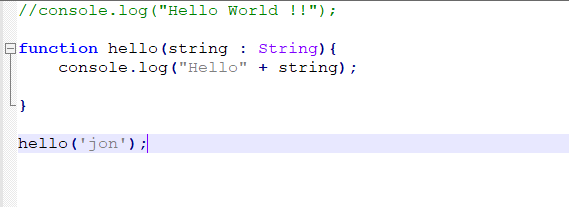 //console.log("Hello World !!");
function hello(string : String){
console.log("Hello" + string);
}
hello('jon');